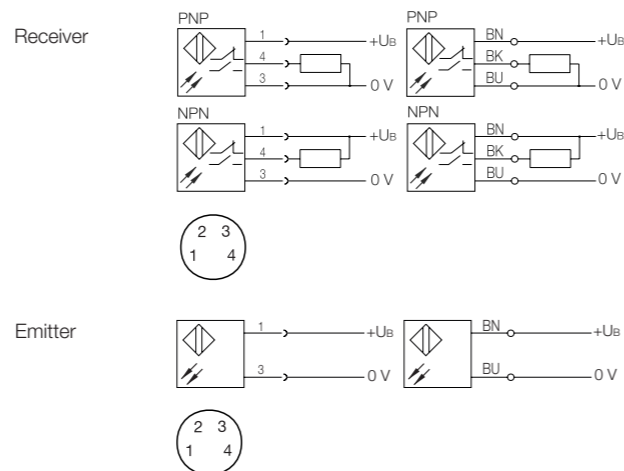 Receiver
PNP
1
+UB
4
3
0 V
PNP
BN
+UB
BK
BU
0 V
NPN
1
+UB
4
3
0 V
NPN
BN
+UB
BK
BU
0 V
2 3
1 4
Emitter
1
+UB
3
0 V
BN
+UB
BU
0 V
2 3
1 4